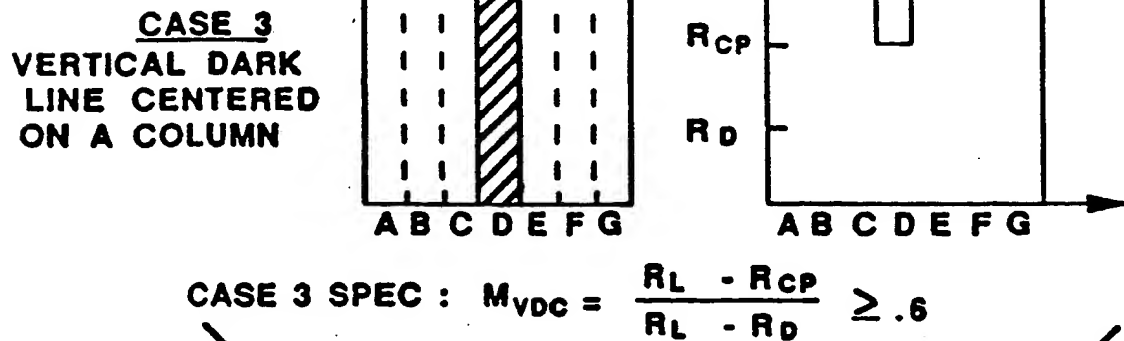 CASE 3
VERTICAL DARK
LINE CENTERED
ON A COLUMN
A B C D E F G
RCP
RD
A B C D E F G
CASE 3 SPEC : MVDC = RL - RCP / RL - RD ≥ .6